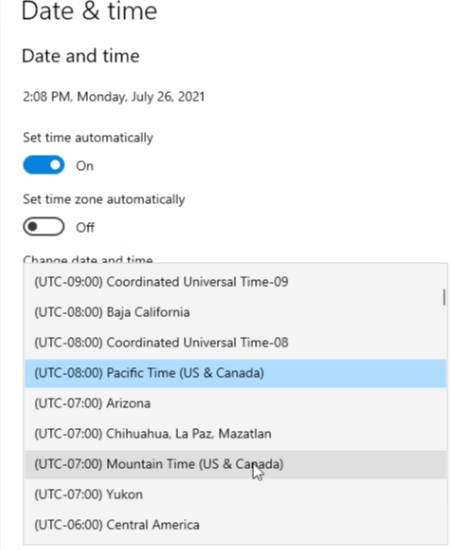 Date & time
Date and time
2:08 PM, Monday, July 26, 2021
Set time automatically
On
Set time zone automatically
Off
Change date and time
(UTC-09:00) Coordinated Universal Time-09
(UTC-08:00) Baja California
(UTC-08:00) Coordinated Universal Time-08
(UTC-08:00) Pacific Time (US & Canada)
(UTC-07:00) Arizona
(UTC-07:00) Chihuahua, La Paz, Mazatlan
(UTC-07:00) Mountain Time (US & Canada)
(UTC-07:00) Yukon
(UTC-06:00) Central America